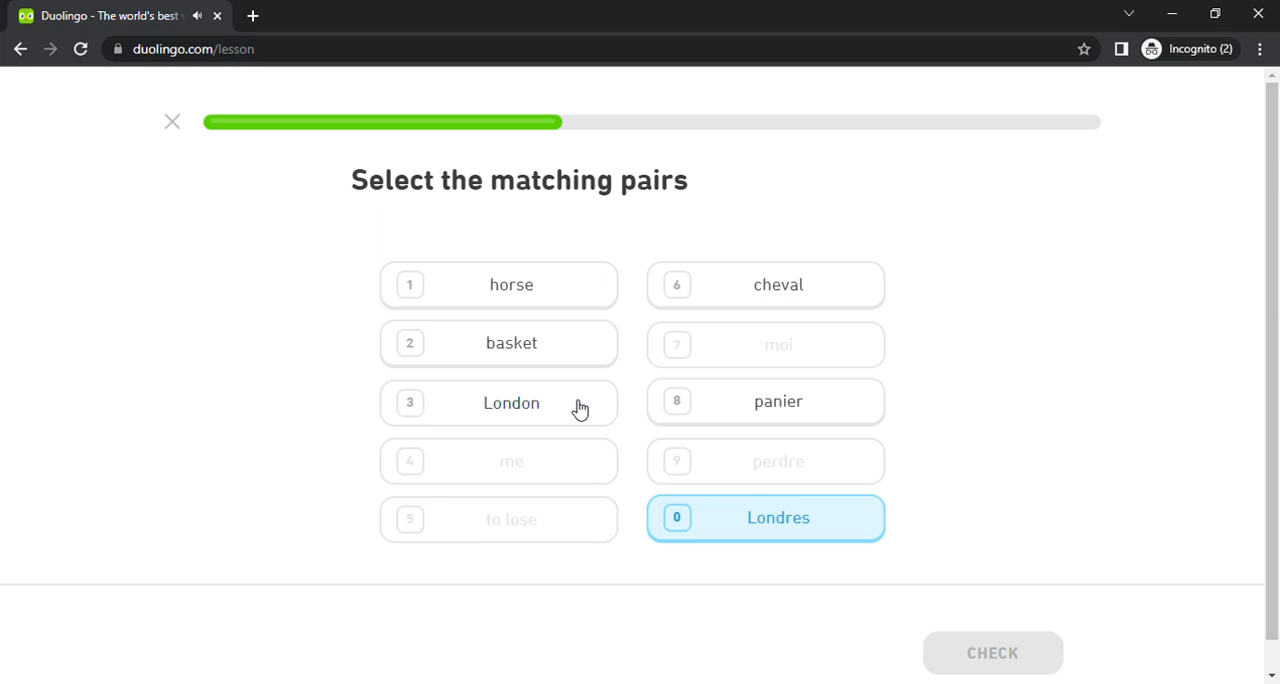 Duolingo - The world's best
duolingo.com/lesson
Incognito (2)
Select the matching pairs
1 horse
6 cheval
2 basket
7 moi
3 London
8 panier
4 me
9 perdre
5 to lose
0 Londres
CHECK